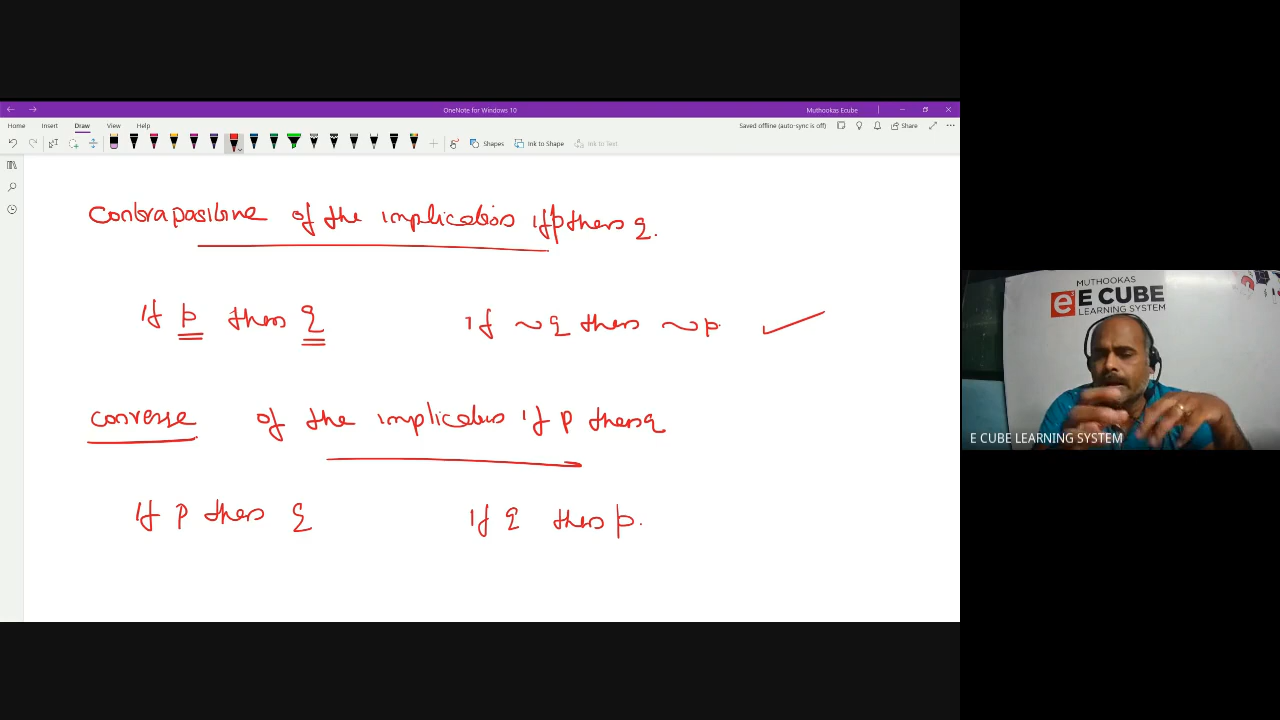 OneNote for Windows 10
Muthookas Ecube
Home Insert Draw View Help
Saved offline (auto-sync is off)
Share
Shapes
Ink to Shape
Ink to Text
Contrapositive of the implication if p then q.
If p then q
if ~q then ~p.
converse of the implication if p then q
If p then q
If q then p.
MUTHOOKAS
e3 E CUBE
LEARNING SYSTEM
E CUBE LEARNING SYSTEM